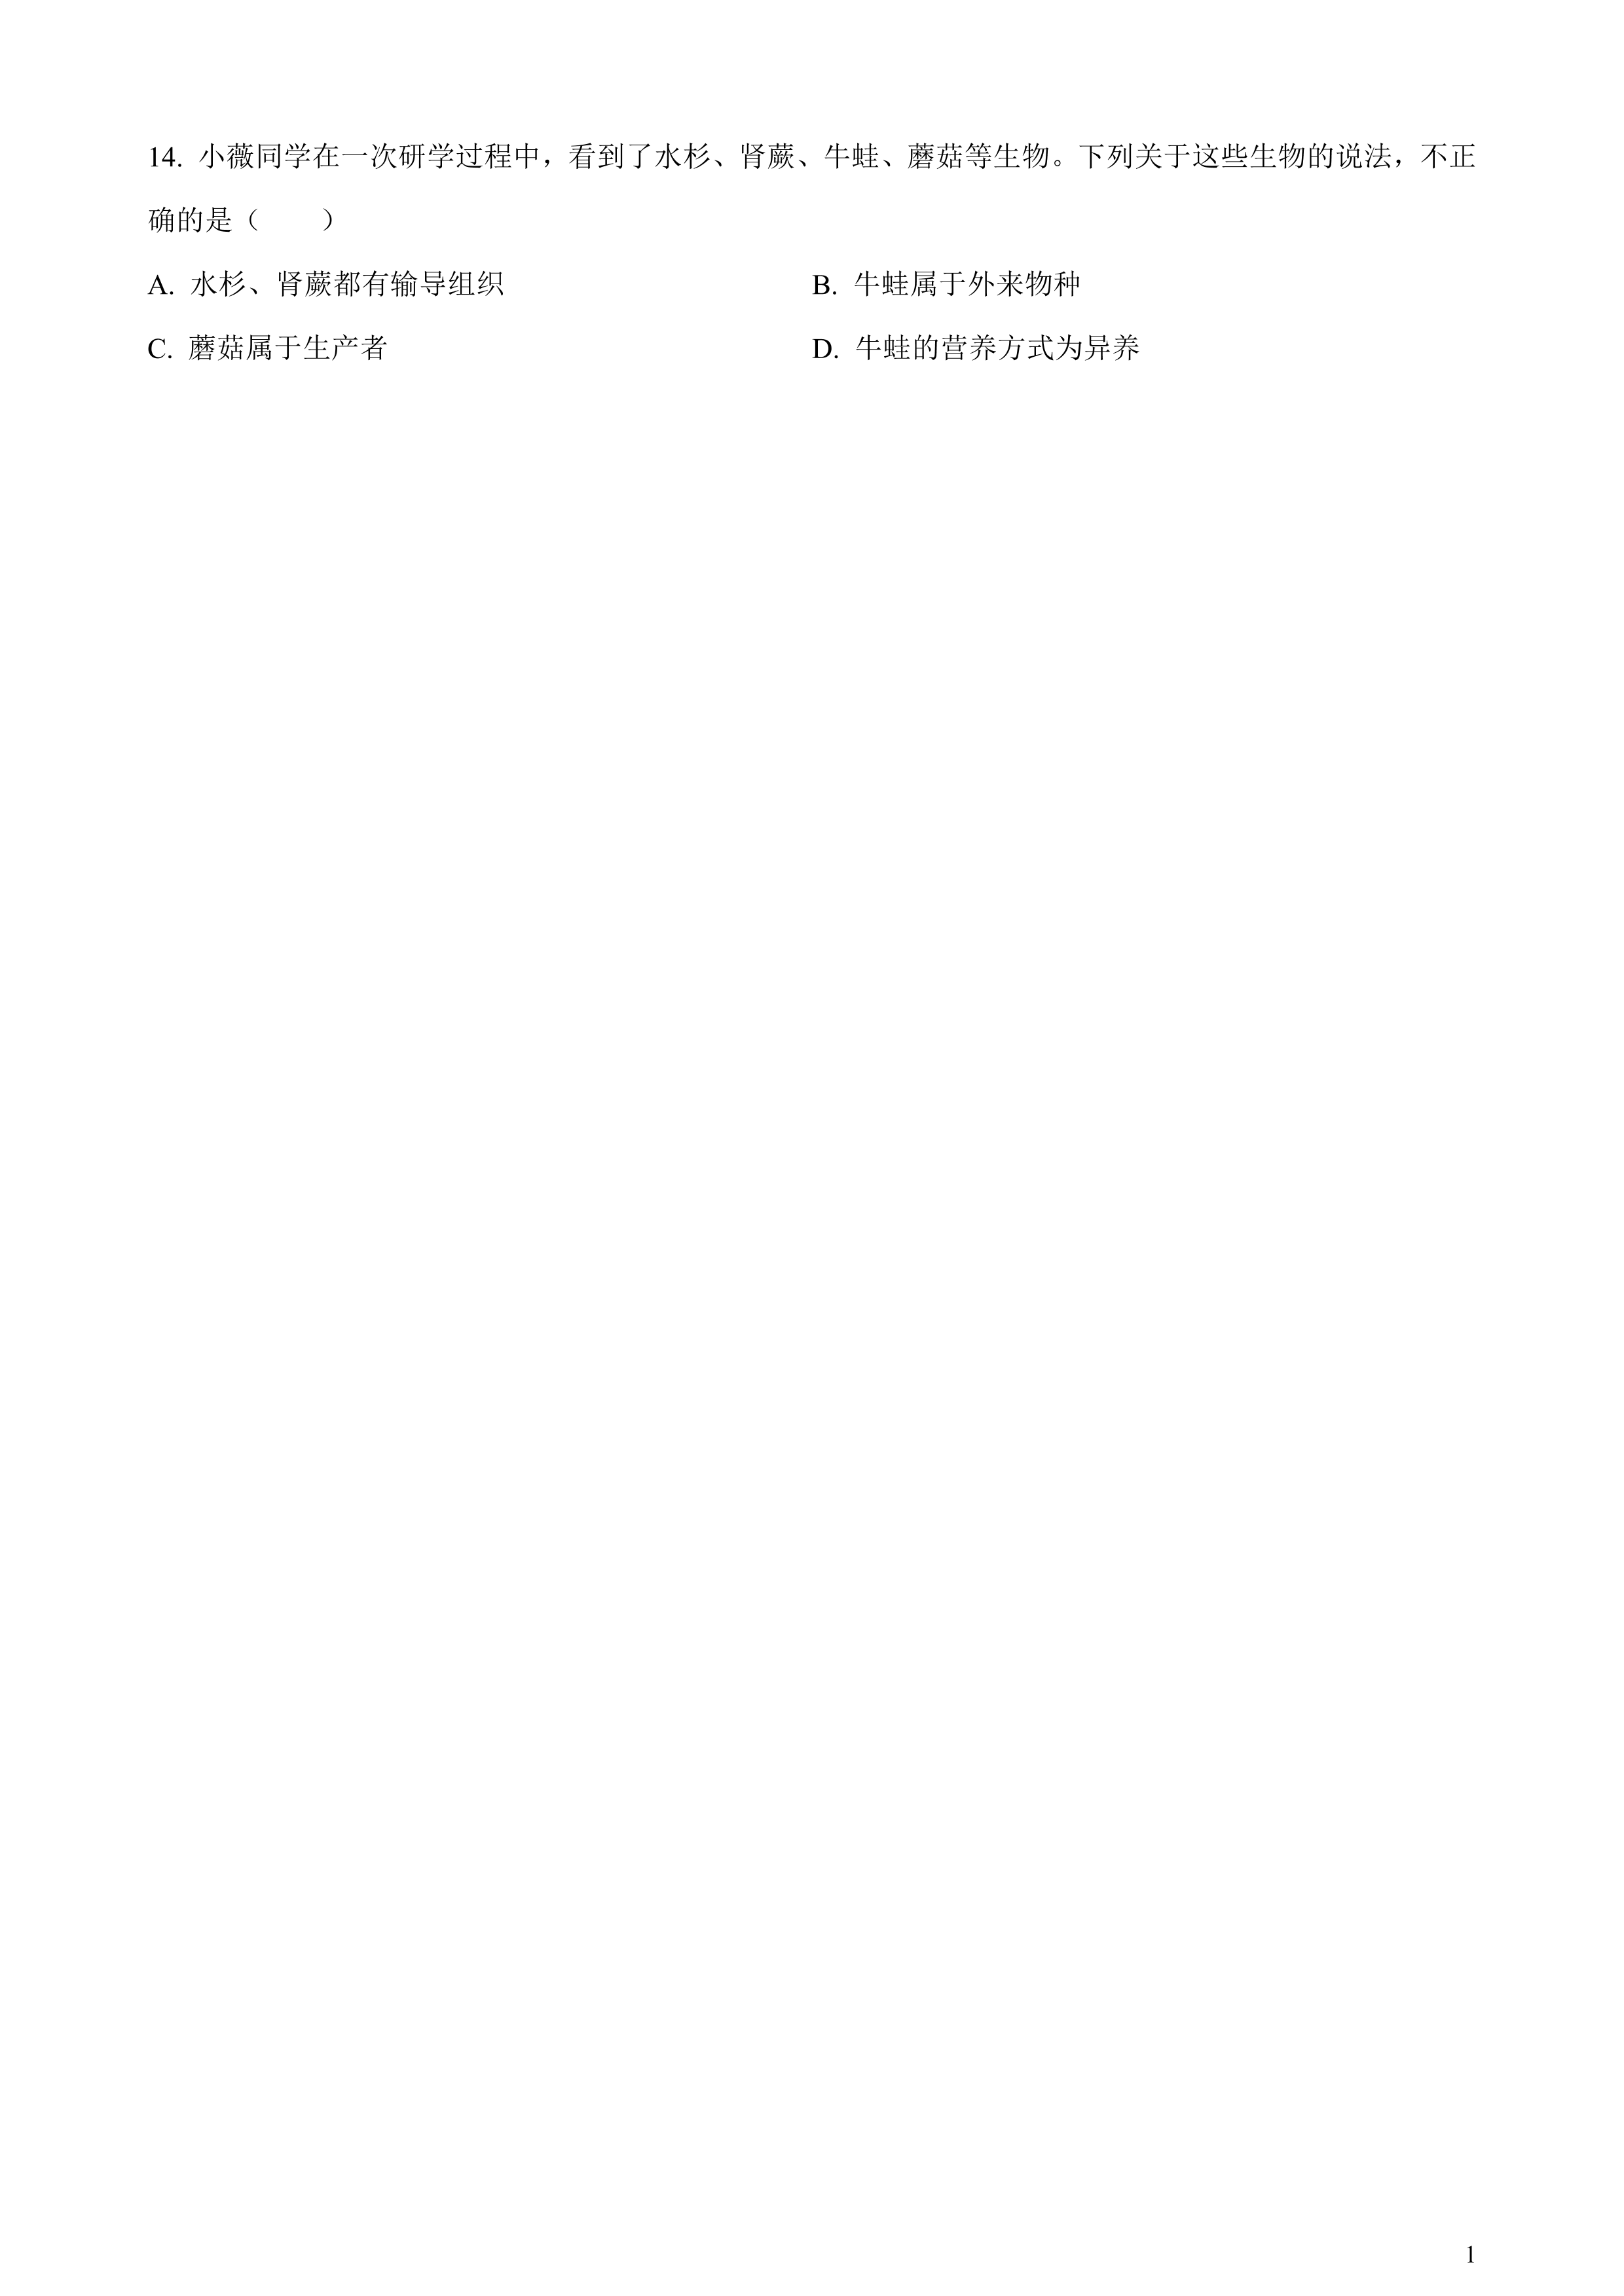 14. 小薇同学在一次研学过程中，看到了水杉、肾蕨、牛蛙、蘑菇等生物。下列关于这些生物的说法，不正
确的是（　　）
A. 水杉、肾蕨都有输导组织　　B. 牛蛙属于外来物种
C. 蘑菇属于生产者　　D. 牛蛙的营养方式为异养
1